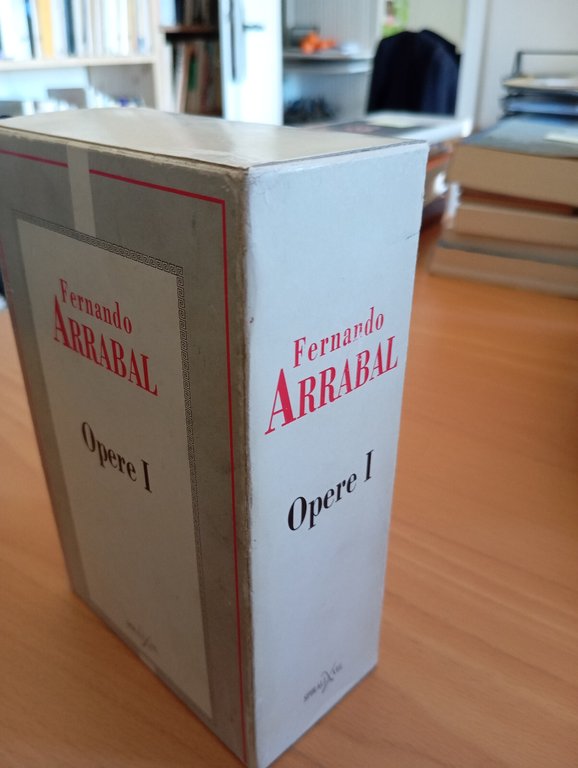 Fernando
ARRABAL
Opere I
Fernando
ARRABAL
Opere I